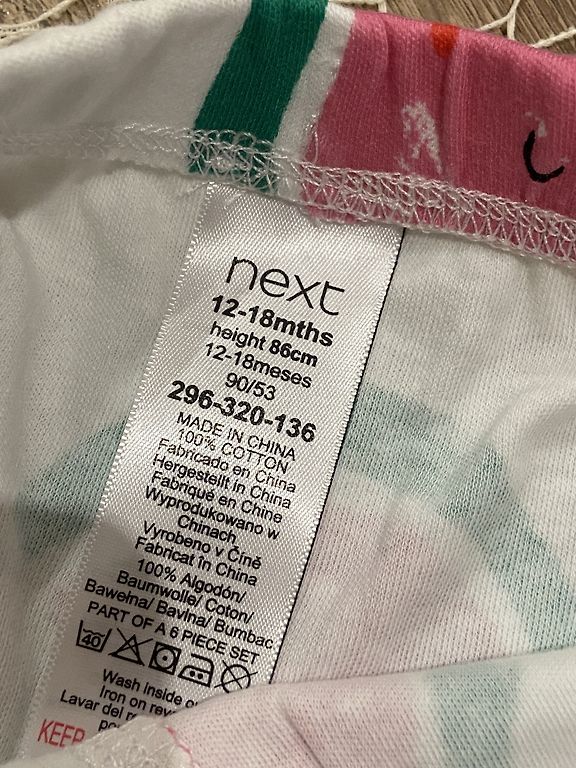 next
12-18mths
height 86cm
12-18meses
90/53
296-320-136
MADE IN CHINA
100% COTTON
Fabricado en China
Hergestellt in China
Fabriqué en Chine
Wyprodukowano w
Chinach
Vyrobeno v Číně
Fabricat în China
100% Algodón/
Baumwolle/ Coton/
Bawełna/ Bavlna/ Bumbac
PART OF A 6 PIECE SET
40
Wash inside
Iron on
Lavar del
KEEP